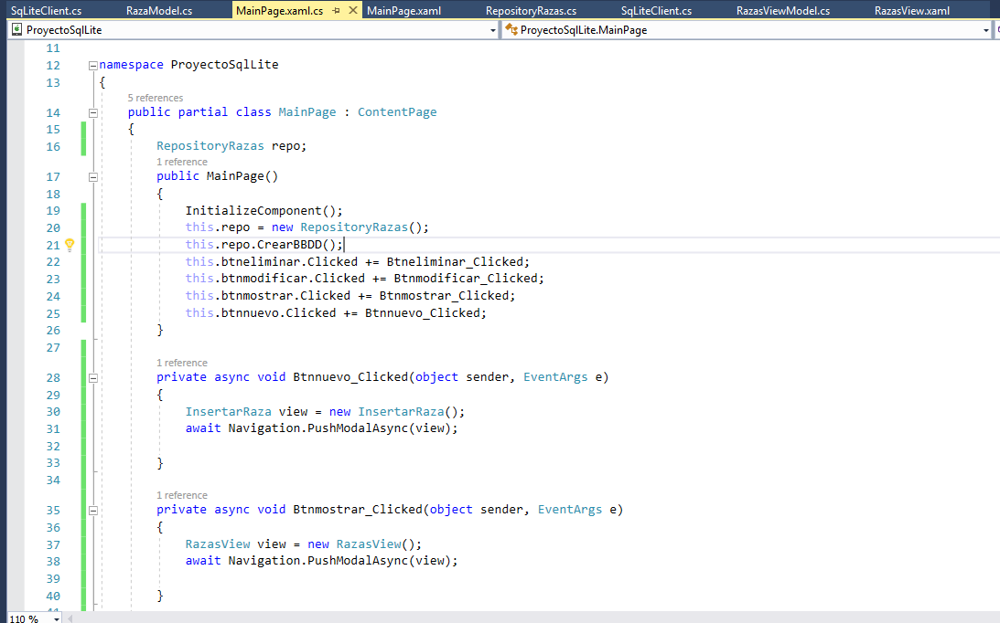 SqLiteClient.cs RazaModel.cs MainPage.xaml.cs MainPage.xaml RepositoryRazas.cs SqLiteClient.cs RazasViewModel.cs RazasView.xaml
ProyectoSqlLite ProyectoSqlLite.MainPage
11
12 namespace ProyectoSqlLite
13 {
5 references
14 public partial class MainPage : ContentPage
15 {
16 RepositoryRazas repo;
1 reference
17 public MainPage()
18 {
19 InitializeComponent();
20 this.repo = new RepositoryRazas();
21 this.repo.CrearBBDD();
22 this.btneliminar.Clicked += Btneliminar_Clicked;
23 this.btnmodificar.Clicked += Btnmodificar_Clicked;
24 this.btnmostrar.Clicked += Btnmostrar_Clicked;
25 this.btnnuevo.Clicked += Btnnuevo_Clicked;
26 }
27
1 reference
28 private async void Btnnuevo_Clicked(object sender, EventArgs e)
29 {
30 InsertarRaza view = new InsertarRaza();
31 await Navigation.PushModalAsync(view);
32
33 }
34
1 reference
35 private async void Btnmostrar_Clicked(object sender, EventArgs e)
36 {
37 RazasView view = new RazasView();
38 await Navigation.PushModalAsync(view);
39
40 }
41
110 %